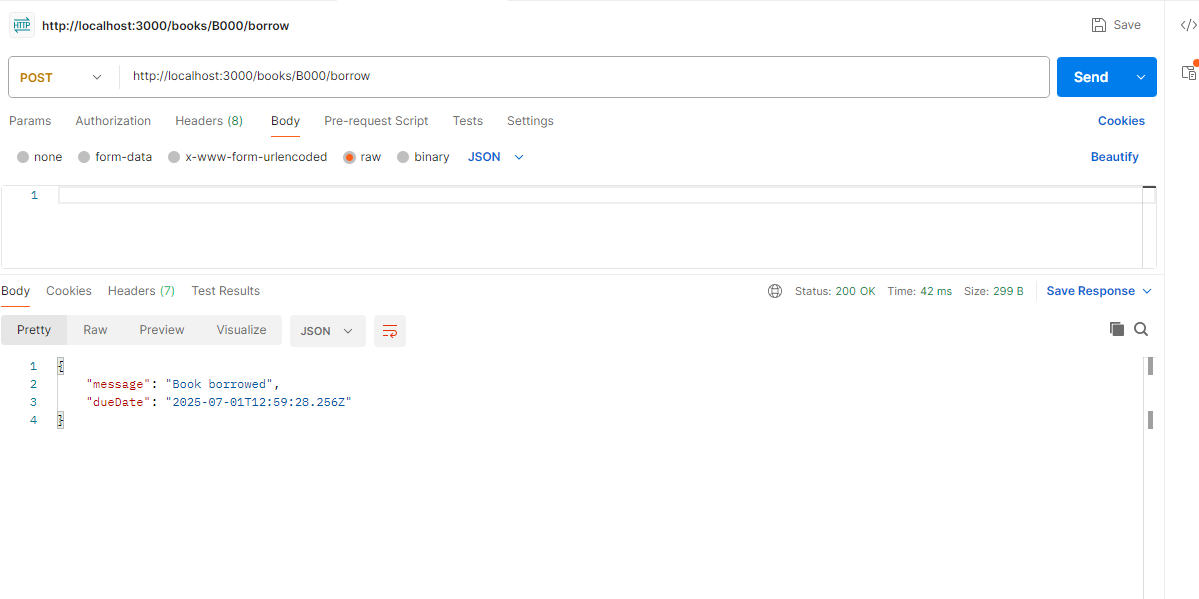 HTTP http://localhost:3000/books/B000/borrow Save </>
POST http://localhost:3000/books/B000/borrow Send
Params Authorization Headers (8) Body Pre-request Script Tests Settings Cookies
none form-data x-www-form-urlencoded raw binary JSON Beautify
1
Body Cookies Headers (7) Test Results Status: 200 OK Time: 42 ms Size: 299 B Save Response
Pretty Raw Preview Visualize JSON
1 {
2 "message": "Book borrowed",
3 "dueDate": "2025-07-01T12:59:28.256Z"
4 }